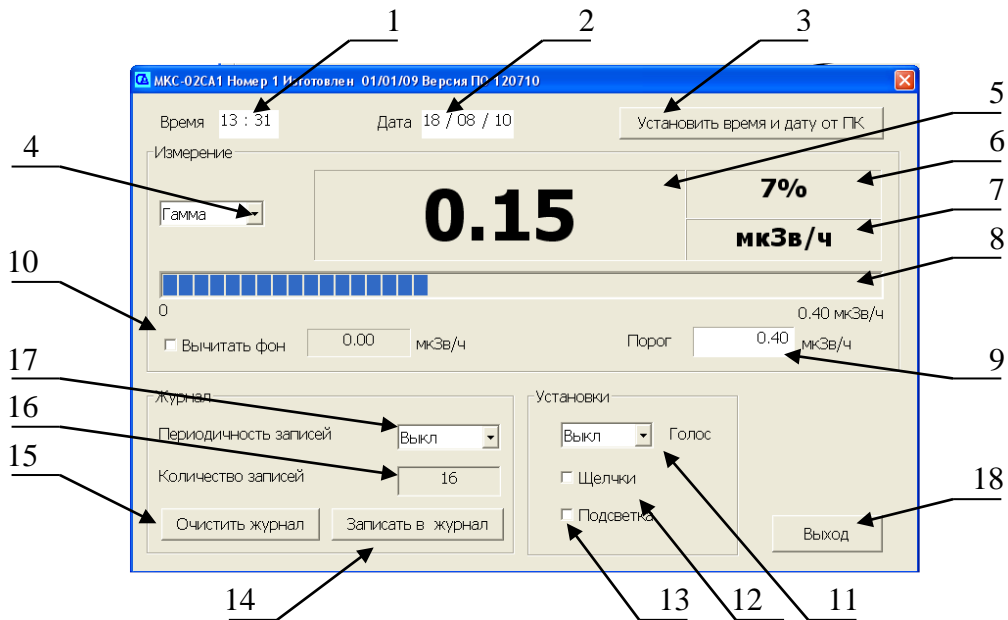 1 2 3
МКС-02СА1 Номер 1 Изготовлен 01/01/09 Версия ПО 120710
5
Время 13 : 31 Дата 18 / 08 / 10 Установить время и дату от ПК
6
4 Измерение
7% 7
Гамма 0.15
мкЗв/ч 8
10
0 0.40 мкЗв/ч
Вычитать фон 0.00 мкЗв/ч Порог 0.40 мкЗв/ч 9
17
Журнал Установки
16
Периодичность записей Выкл Выкл Голос
15
Количество записей 16 Щелчки 18
Очистить журнал Записать в журнал Подсветка Выход
14 13 12 11